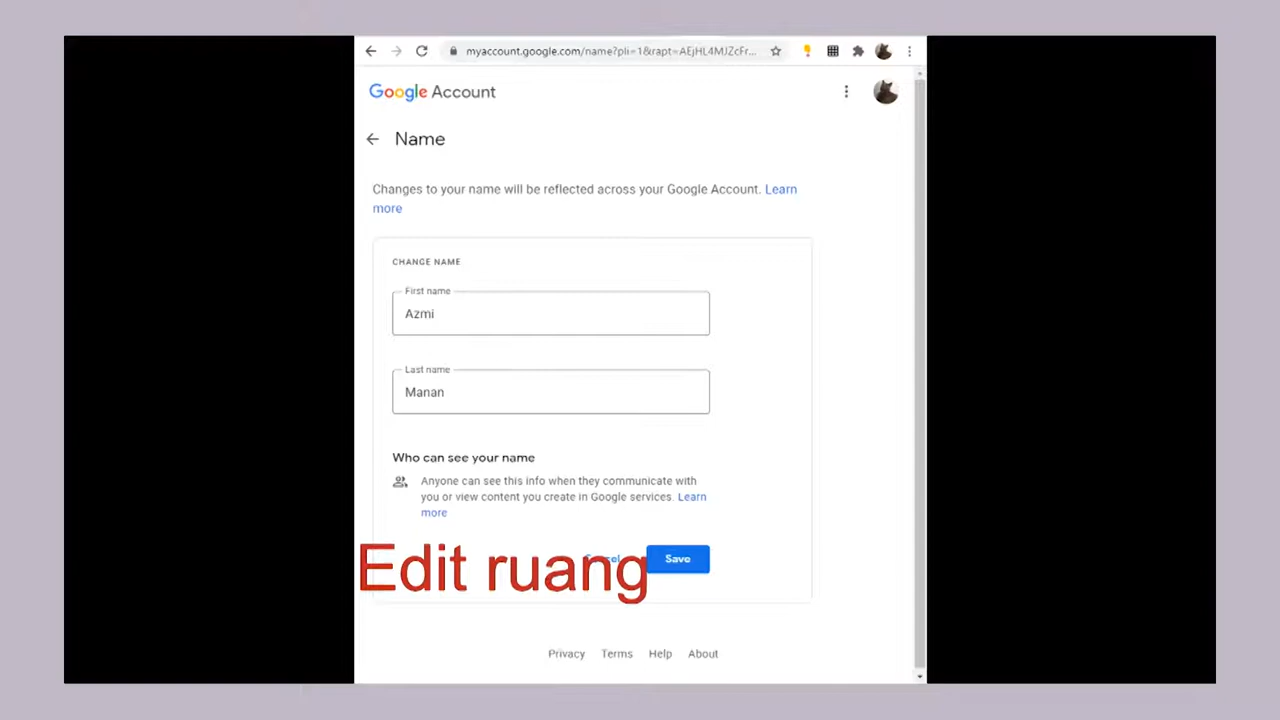 myaccount.google.com/name?pli=1&rapt=AEjHL4MJZcFr...
Google Account
Name
Changes to your name will be reflected across your Google Account. Learn
more
CHANGE NAME
First name
Azmi
Last name
Manan
Who can see your name
Anyone can see this info when they communicate with
you or view content you create in Google services. Learn
more
Cancel Save
Edit ruang
Privacy Terms Help About